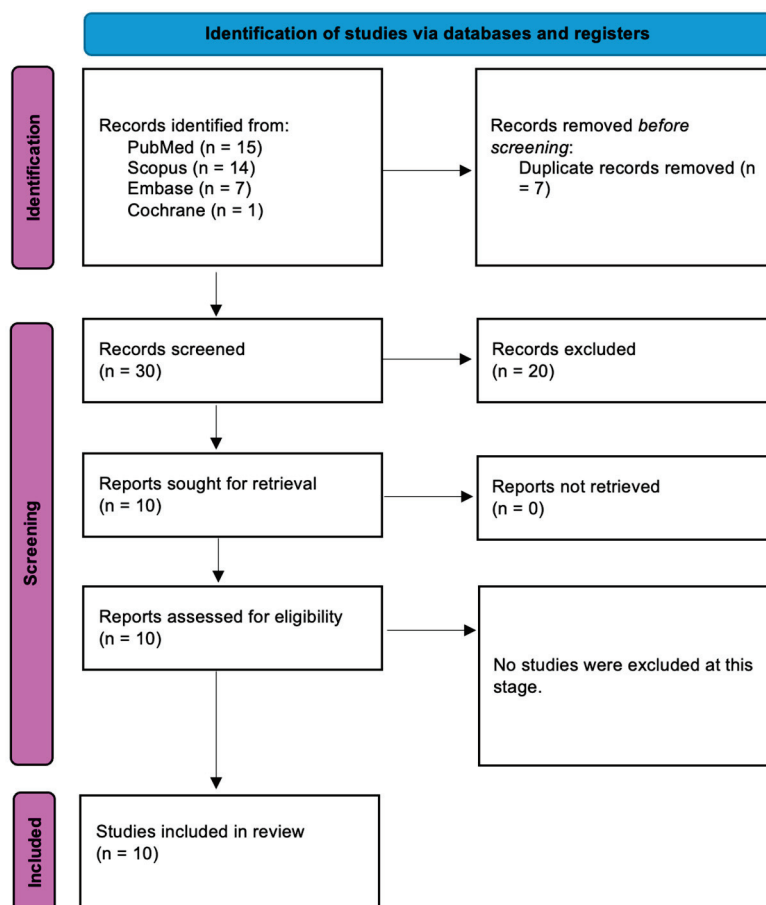 Identification of studies via databases and registers
Identification
Records identified from:
PubMed (n = 15)
Scopus (n = 14)
Embase (n = 7)
Cochrane (n = 1)
Records removed before
screening:
Duplicate records removed (n
= 7)
Screening
Records screened
(n = 30)
Records excluded
(n = 20)
Reports sought for retrieval
(n = 10)
Reports not retrieved
(n = 0)
Reports assessed for eligibility
(n = 10)
No studies were excluded at this
stage.
Included
Studies included in review
(n = 10)